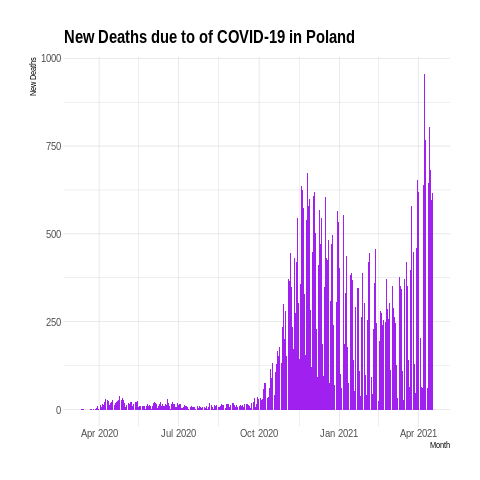 New Deaths due to of COVID-19 in Poland
New Deaths
1000
750
500
250
0
Apr 2020 Jul 2020 Oct 2020 Jan 2021 Apr 2021
Month